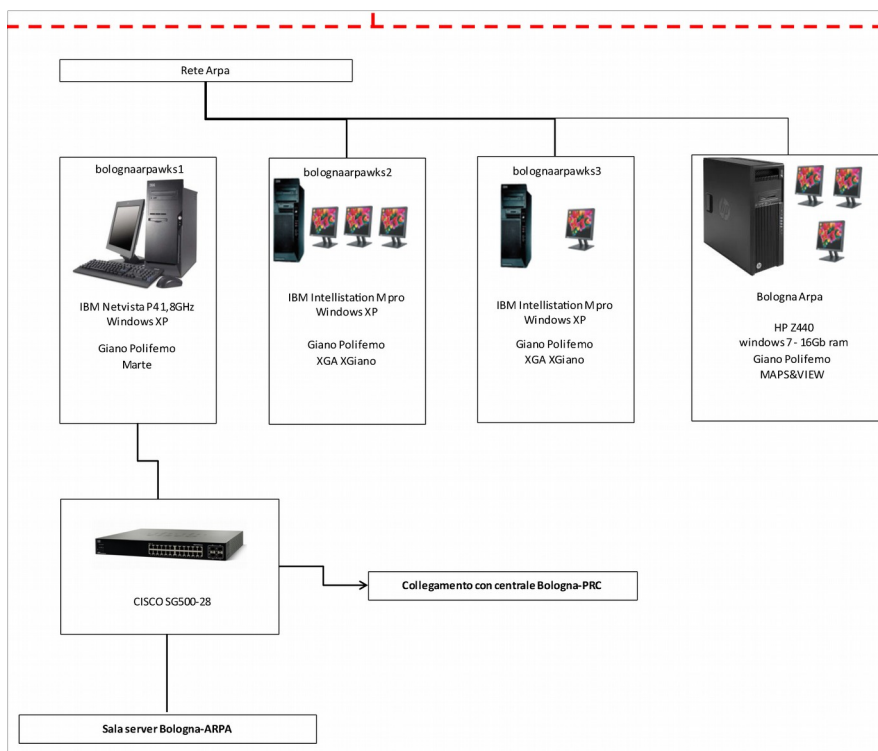 Rete Arpa
bolognaarpawks1
IBM Netvista P4 1,8GHz
Windows XP
Giano Polifemo
Marte
bolognaarpawks2
IBM Intellistation Mpro
Windows XP
Giano Polifemo
XGA XGiano
bolognaarpawks3
IBM Intellistation Mpro
Windows XP
Giano Polifemo
XGA XGiano
Bologna Arpa
HP Z440
windows 7 - 16Gb ram
Giano Polifemo
MAPS&VIEW
CISCO SG500-28
Collegamento con centrale Bologna-PRC
Sala server Bologna-ARPA